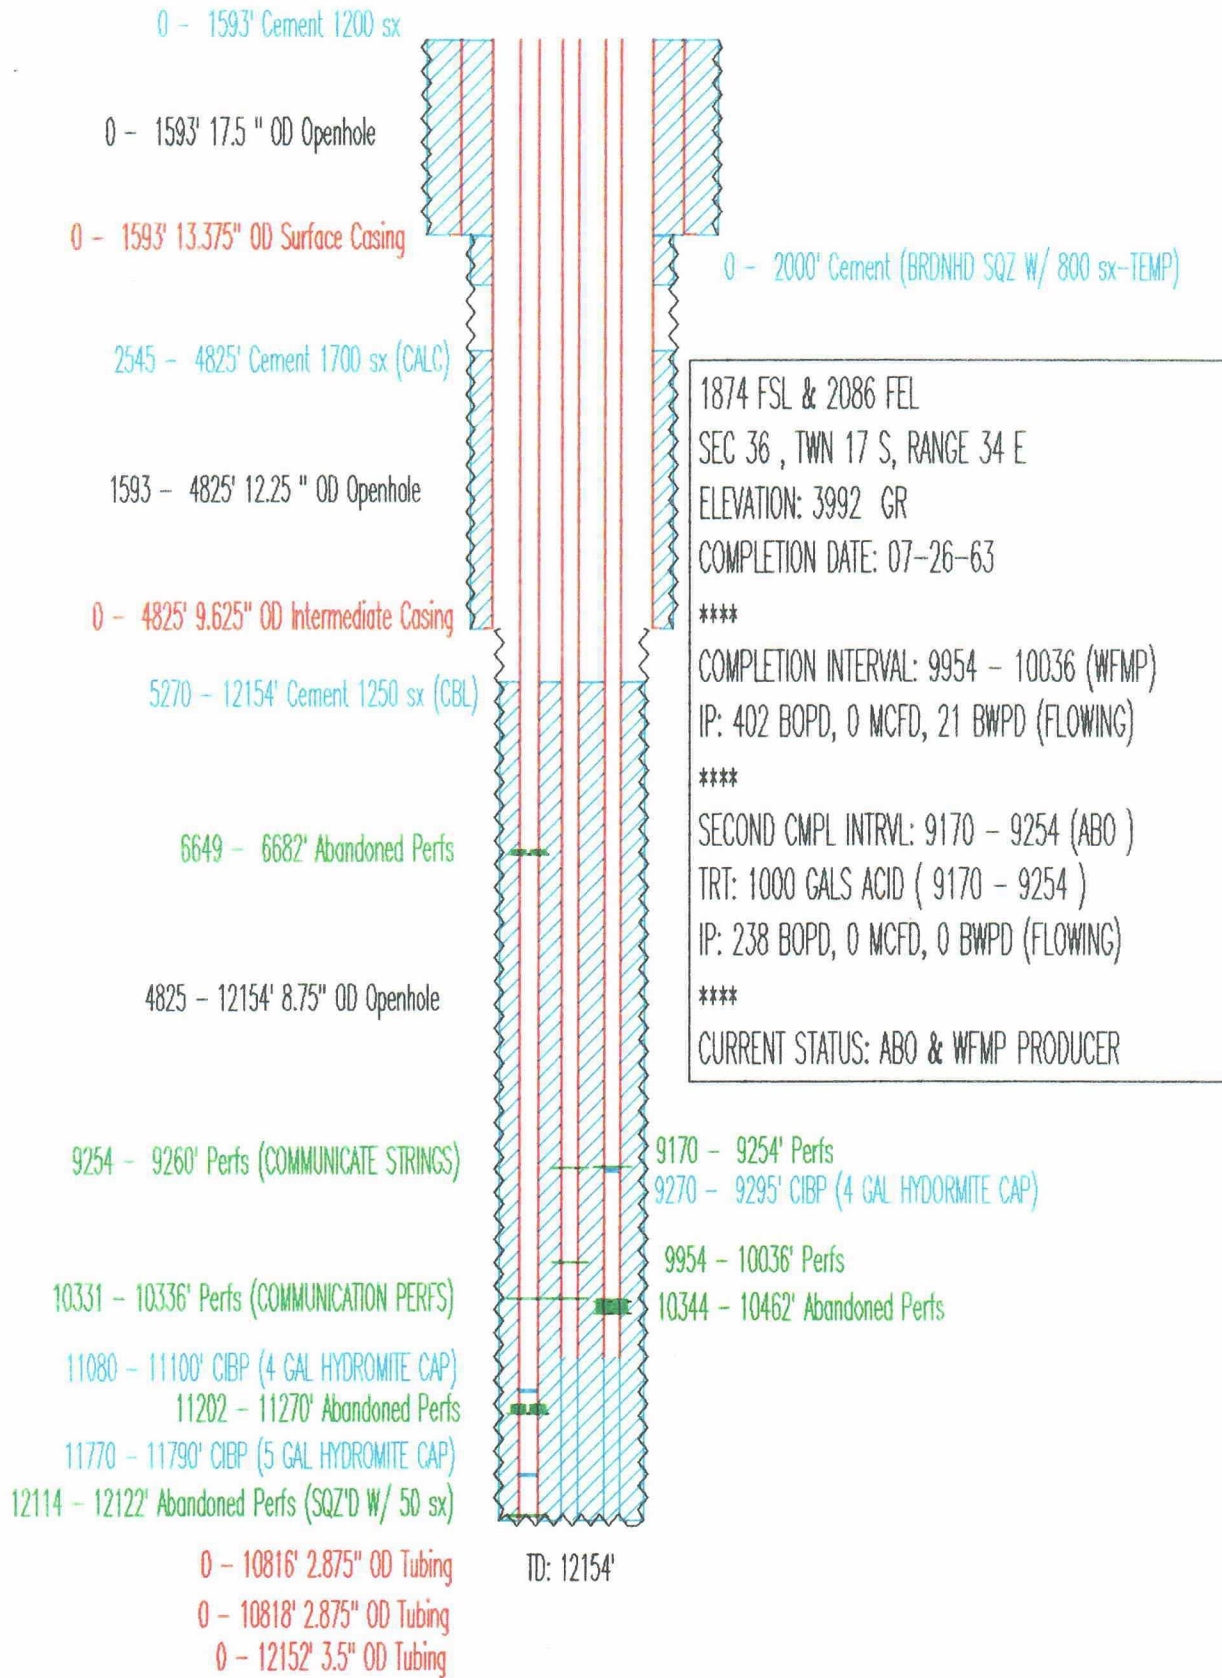 0 - 1593' Cement 1200 sx
0 - 1593' 17.5 " OD Openhole
0 - 1593' 13.375" OD Surface Casing
0 - 2000' Cement (BRDNHD SQZ W/ 800 sx-TEMP)
2545 - 4825' Cement 1700 sx (CALC)
1593 - 4825' 12.25 " OD Openhole
0 - 4825' 9.625" OD Intermediate Casing
5270 - 12154' Cement 1250 sx (CBL)
6649 - 6682' Abandoned Perfs
4825 - 12154' 8.75" OD Openhole
1874 FSL & 2086 FEL
SEC 36 , TWN 17 S, RANGE 34 E
ELEVATION: 3992 GR
COMPLETION DATE: 07-26-63
****
COMPLETION INTERVAL: 9954 - 10036 (WFMP)
IP: 402 BOPD, 0 MCFD, 21 BWPD (FLOWING)
****
SECOND CMPL INTRVL: 9170 - 9254 (ABO )
TRT: 1000 GALS ACID ( 9170 - 9254 )
IP: 238 BOPD, 0 MCFD, 0 BWPD (FLOWING)
****
CURRENT STATUS: ABO & WFMP PRODUCER
9254 - 9260' Perfs (COMMUNICATE STRINGS)
9170 - 9254' Perfs
9270 - 9295' CIBP (4 GAL HYDORMITE CAP)
9954 - 10036' Perfs
10331 - 10336' Perfs (COMMUNICATION PERFS)
10344 - 10462' Abandoned Perfs
11080 - 11100' CIBP (4 GAL HYDROMITE CAP)
11202 - 11270' Abandoned Perfs
11770 - 11790' CIBP (5 GAL HYDROMITE CAP)
12114 - 12122' Abandoned Perfs (SQZ'D W/ 50 sx)
0 - 10816' 2.875" OD Tubing
TD: 12154'
0 - 10818' 2.875" OD Tubing
0 - 12152' 3.5" OD Tubing